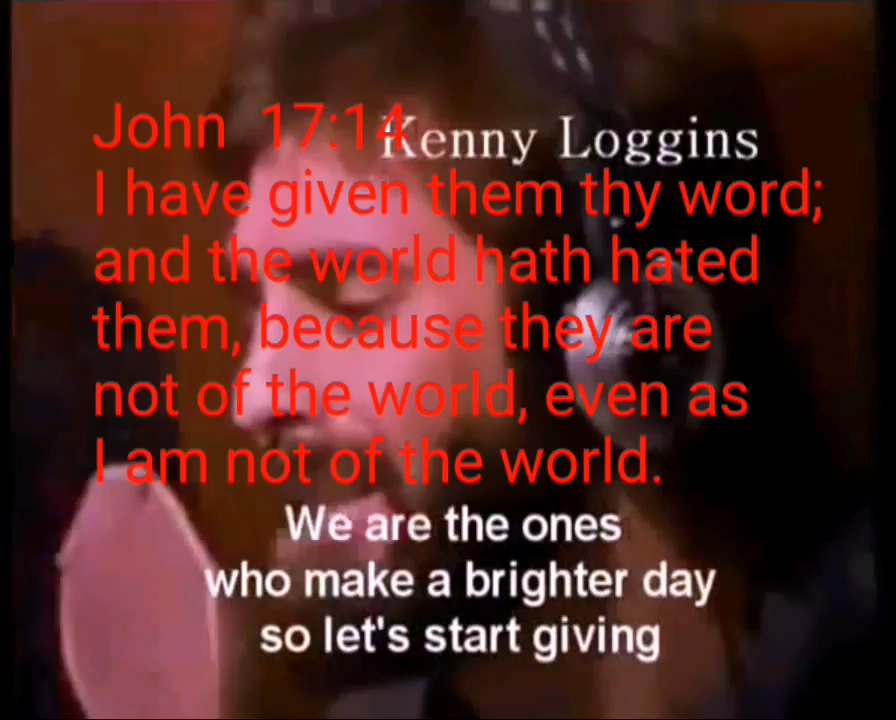 John 17:14
Kenny Loggins
I have given them thy word;
and the world hath hated
them, because they are
not of the world, even as
I am not of the world.
We are the ones
who make a brighter day
so let's start giving